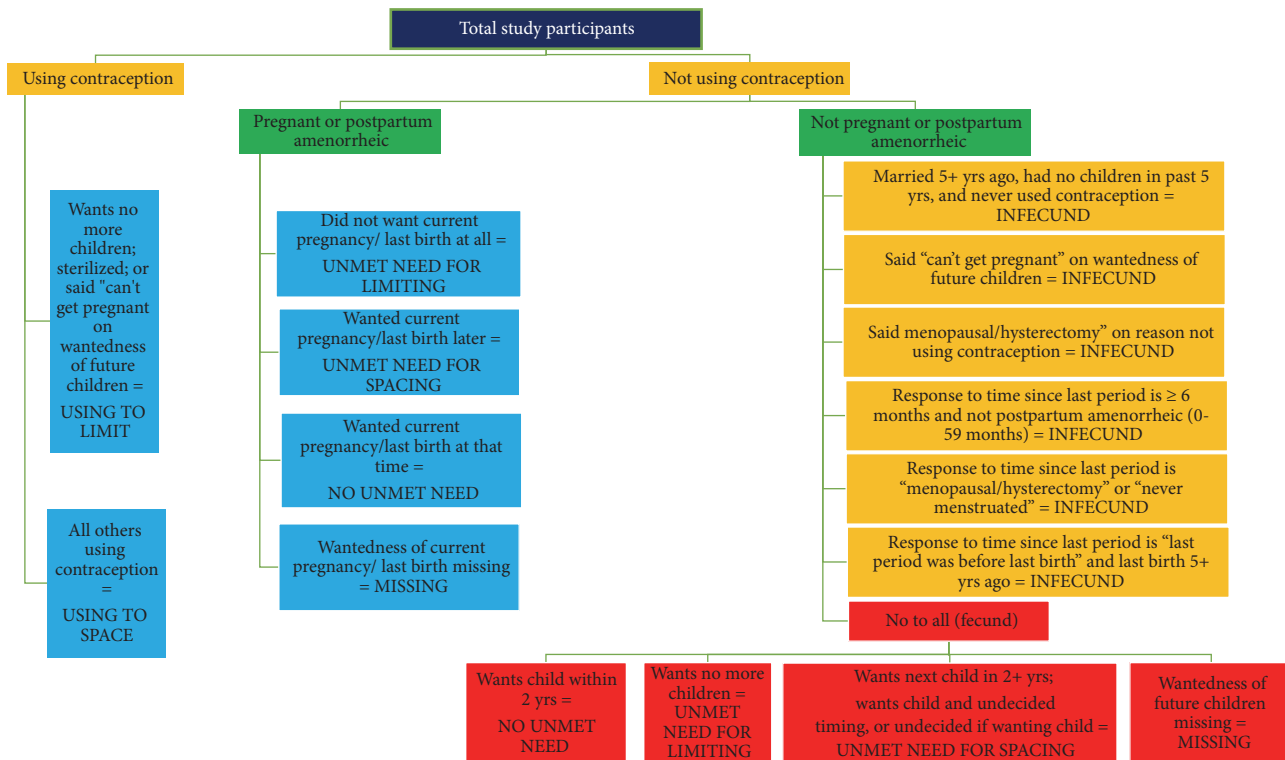 Total study participants
Using contraception
Not using contraception
Pregnant or postpartum
amenorrheic
Not pregnant or postpartum
amenorrheic
Wants no
more
children;
sterilized; or
said "can't
get pregnant
on
wantedness
of future
children =
USING TO
LIMIT
All others
using
contraception
=
USING TO
SPACE
Did not want current
pregnancy/ last birth at all =
UNMET NEED FOR
LIMITING
Wanted current
pregnancy/last birth later =
UNMET NEED FOR
SPACING
Wanted current
pregnancy/last birth at that
time =
NO UNMET NEED
Wantedness of current
pregnancy/ last birth missing
= MISSING
Married 5+ yrs ago, had no children in past 5
yrs, and never used contraception =
INFECUND
Said “can’t get pregnant” on wantedness of
future children = INFECUND
Said menopausal/hysterectomy” on reason not
using contraception = INFECUND
Response to time since last period is ≥ 6
months and not postpartum amenorrheic (0-
59 months) = INFECUND
Response to time since last period is
“menopausal/hysterectomy” or “never
menstruated” = INFECUND
Response to time since last period is “last
period was before last birth” and last birth 5+
yrs ago = INFECUND
No to all (fecund)
Wants child within
2 yrs =
NO UNMET
NEED
Wants no more
children =
UNMET
NEED FOR
LIMITING
Wants next child in 2+ yrs;
wants child and undecided
timing, or undecided if wanting child =
UNMET NEED FOR SPACING
Wantedness of
future children
missing =
MISSING